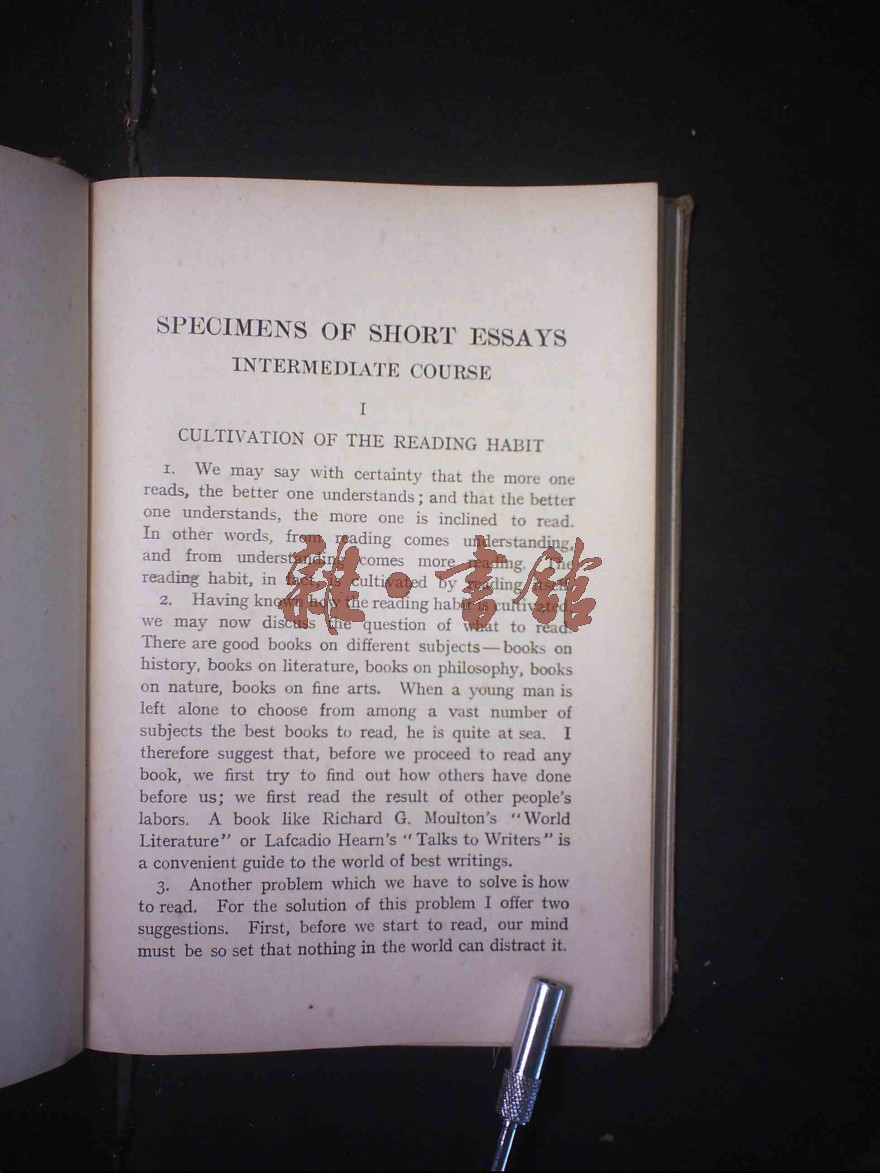 SPECIMENS OF SHORT ESSAYS
INTERMEDIATE COURSE
I
CULTIVATION OF THE READING HABIT
1. We may say with certainty that the more one
reads, the better one understands; and that the better
one understands, the more one is inclined to read.
In other words, from reading comes understanding,
and from understanding comes more reading. The
reading habit, in fact, is cultivated by reading itself.
2. Having known how the reading habit is cultivated,
we may now discuss the question of what to read.
There are good books on different subjects—books on
history, books on literature, books on philosophy, books
on nature, books on fine arts. When a young man is
left alone to choose from among a vast number of
subjects the best books to read, he is quite at sea. I
therefore suggest that, before we proceed to read any
book, we first try to find out how others have done
before us; we first read the result of other people's
labors. A book like Richard G. Moulton's "World
Literature" or Lafcadio Hearn's "Talks to Writers" is
a convenient guide to the world of best writings.
3. Another problem which we have to solve is how
to read. For the solution of this problem I offer two
suggestions. First, before we start to read, our mind
must be so set that nothing in the world can distract it.
雜·書館